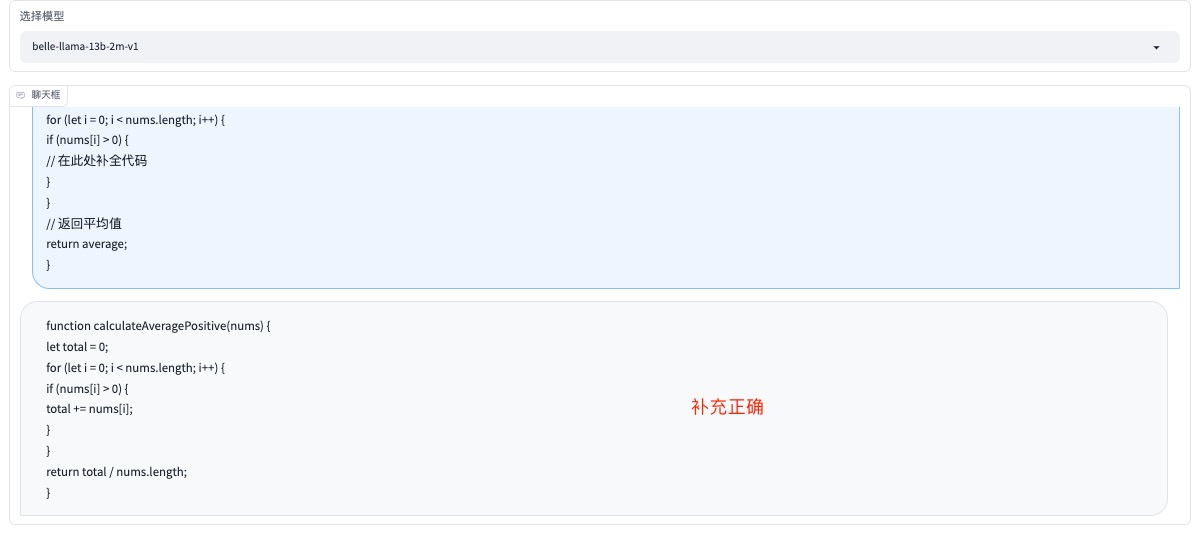 选择模型
belle-llama-13b-2m-v1
聊天框
for (let i = 0; i < nums.length; i++) {
if (nums[i] > 0) {
// 在此处补全代码
}
}
// 返回平均值
return average;
}
function calculateAveragePositive(nums) {
let total = 0;
for (let i = 0; i < nums.length; i++) {
if (nums[i] > 0) {
total += nums[i];
补充正确
}
}
return total / nums.length;
}